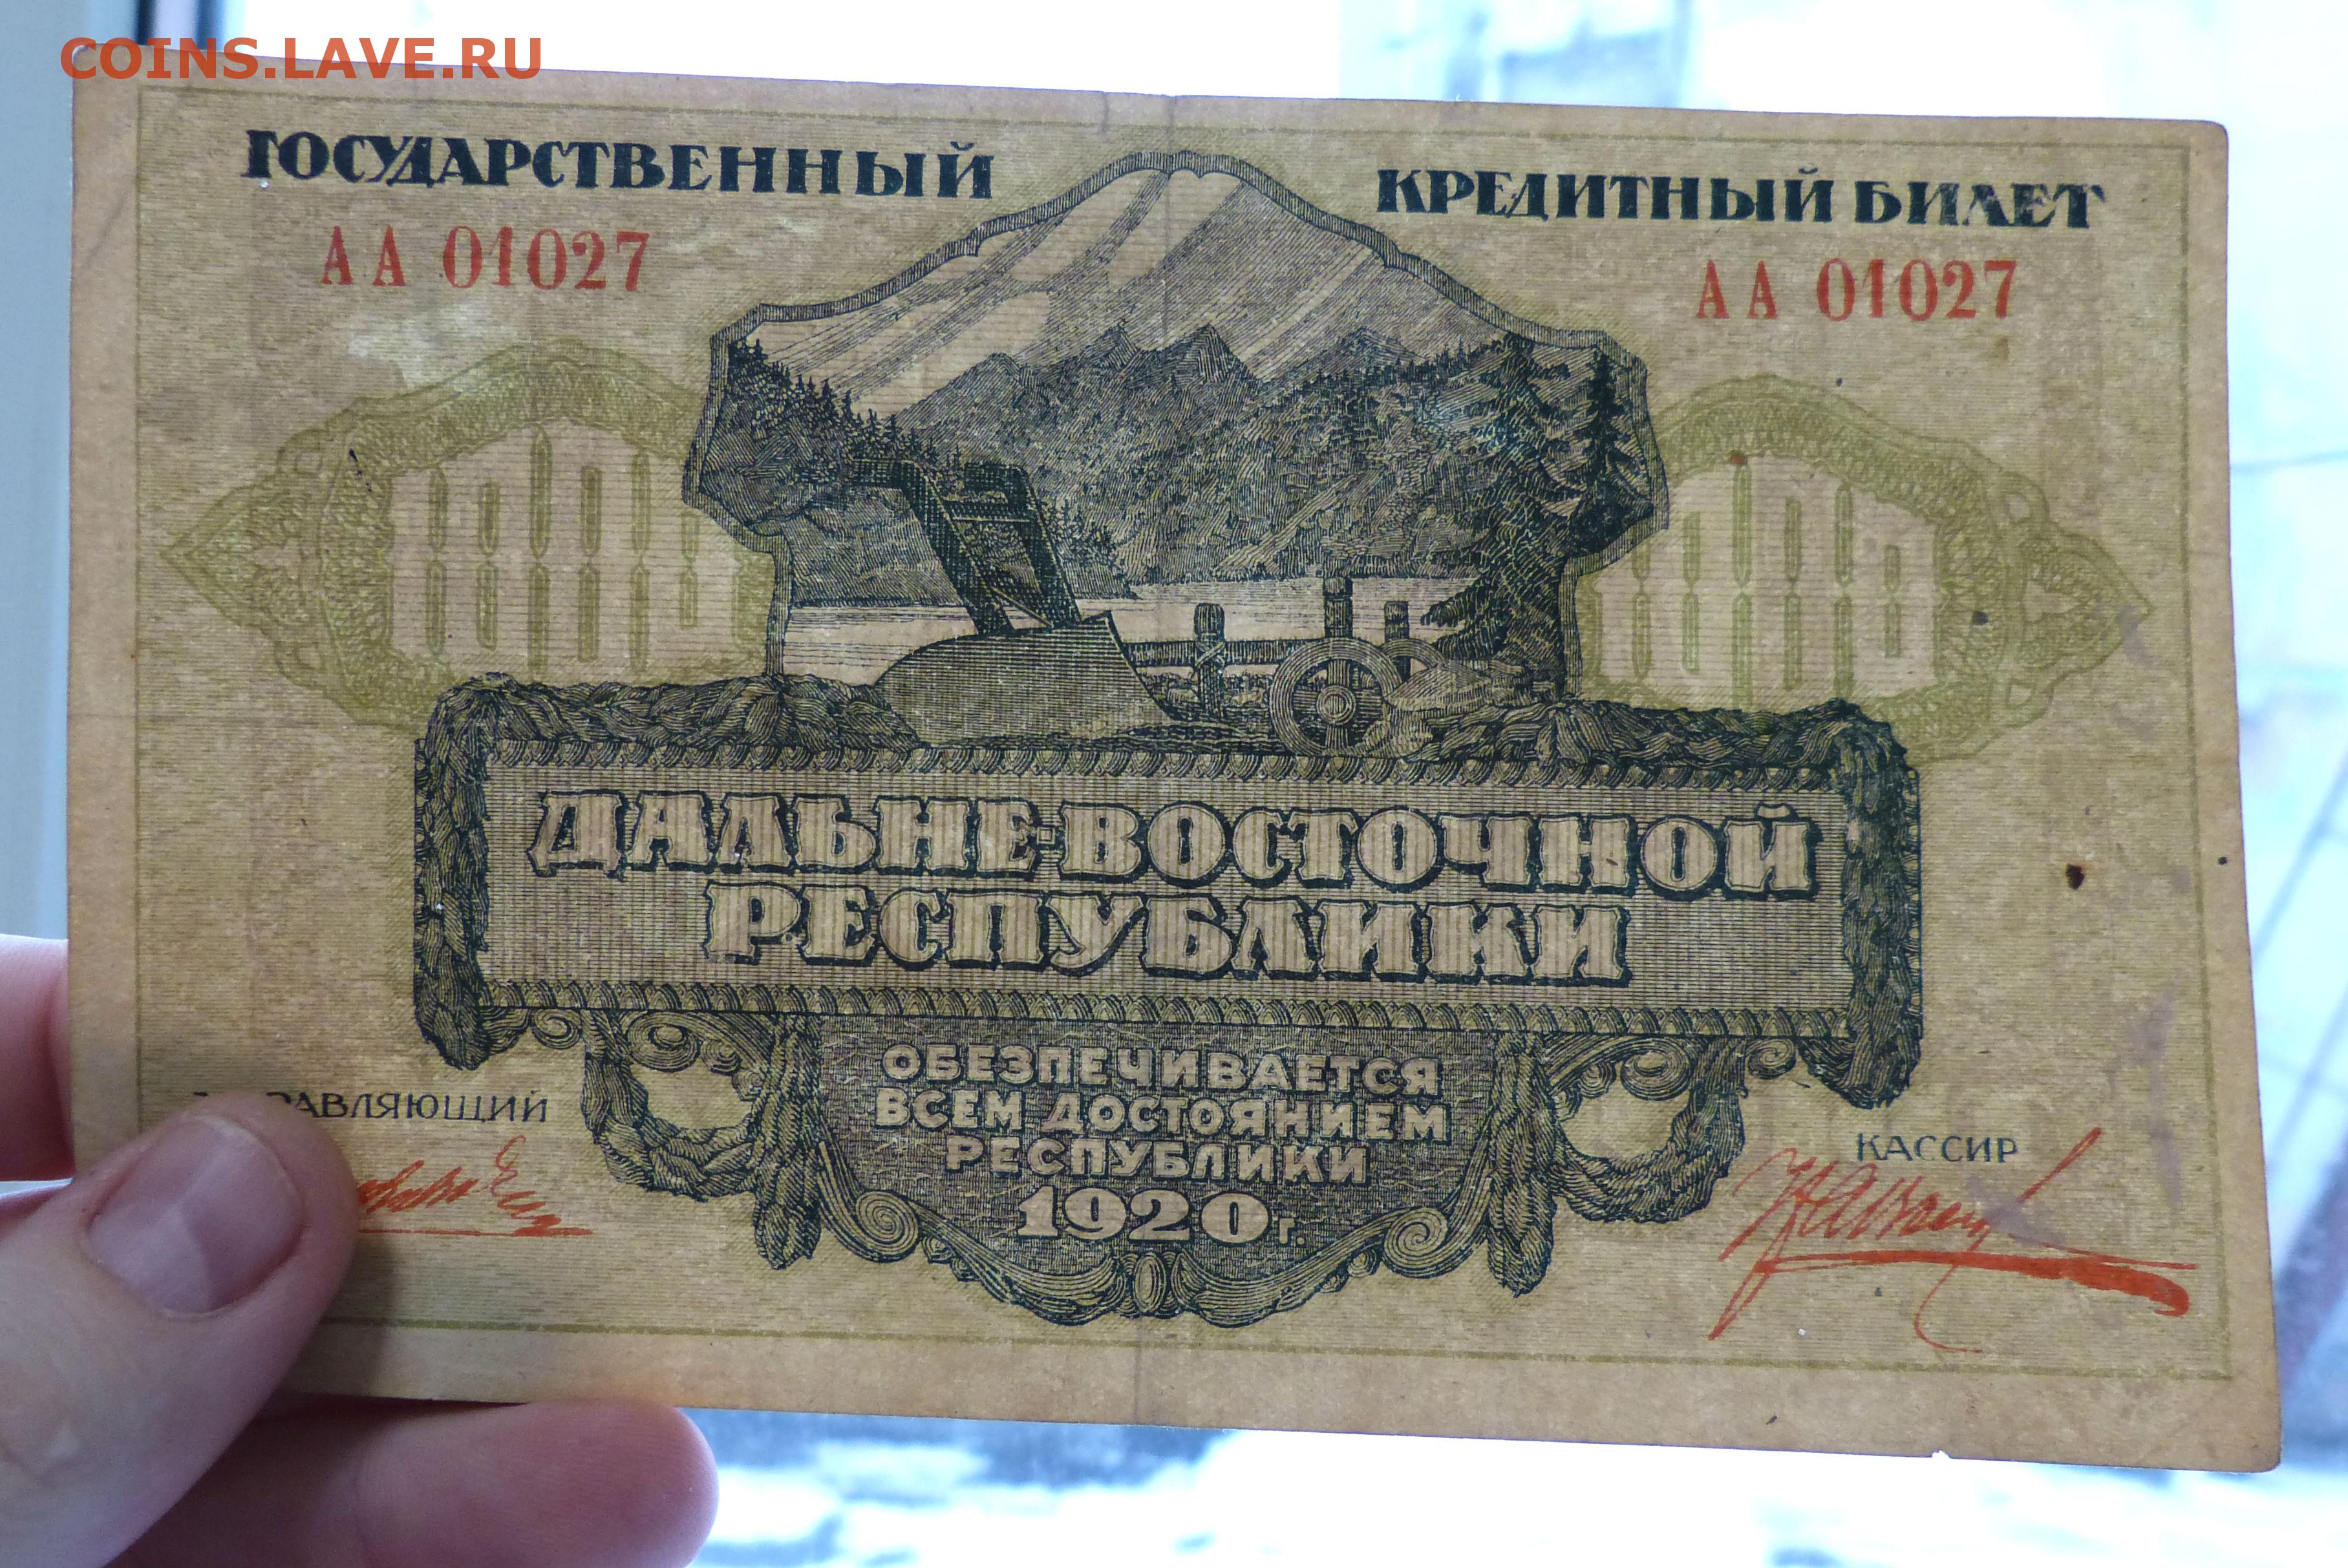 COINS.LAVE.RU
ГОСУДАРСТВЕННЫЙ КРЕДИТНЫЙ БИЛЕТ
АА 01027 АА 01027
ДАЛЬНЕ-ВОСТОЧНОЙ
РЕСПУБЛИКИ
ОБЕЗПЕЧИВАЕТСЯ
ВСЕМ ДОСТОЯНИЕМ
РЕСПУБЛИКИ
1920 г.
КАССИР